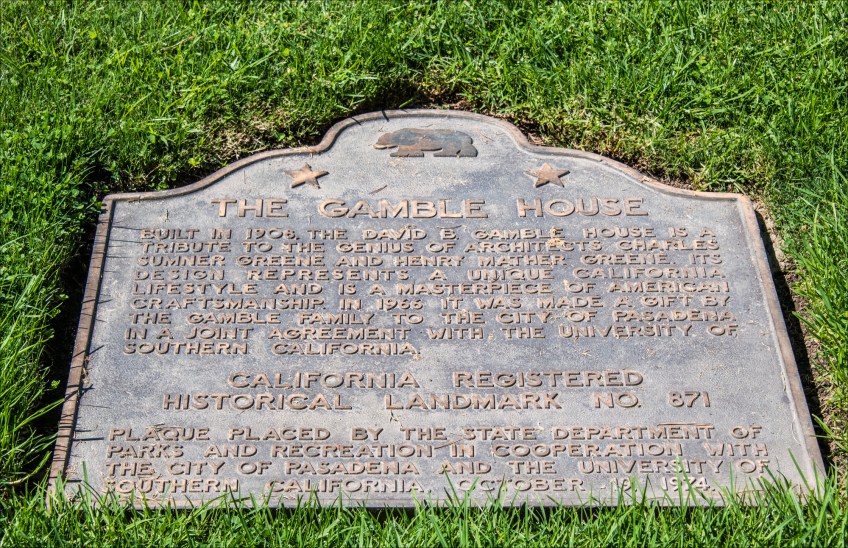 THE GAMBLE HOUSE
BUILT IN 1908, THE DAVID B. GAMBLE HOUSE IS A
TRIBUTE TO THE GENIUS OF ARCHITECTS CHARLES
SUMNER GREENE AND HENRY MATHER GREENE. ITS
DESIGN REPRESENTS A UNIQUE CALIFORNIA
LIFESTYLE AND IS A MASTERPIECE OF AMERICAN
CRAFTSMANSHIP. IN 1966 IT WAS MADE A GIFT BY
THE GAMBLE FAMILY TO THE CITY OF PASADENA
IN A JOINT AGREEMENT WITH THE UNIVERSITY OF
SOUTHERN CALIFORNIA.
CALIFORNIA REGISTERED
HISTORICAL LANDMARK NO. 871
PLAQUE PLACED BY THE STATE DEPARTMENT OF
PARKS AND RECREATION IN COOPERATION WITH
THE CITY OF PASADENA AND THE UNIVERSITY OF
SOUTHERN CALIFORNIA, OCTOBER 10, 1974.